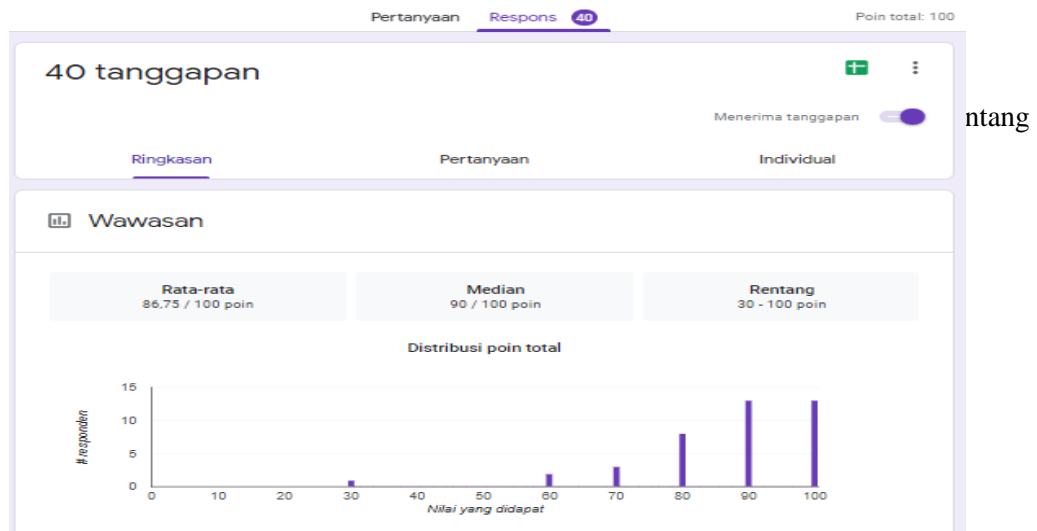 Pertanyaan Respons 40 Poin total: 100
40 tanggapan
Menerima tanggapan ntang
Ringkasan Pertanyaan Individual
Wawasan
Rata-rata Median Rentang
86,75 / 100 poin 90 / 100 poin 30 - 100 poin
Distribusi poin total
15
10
5
0
# responden
0 10 20 30 40 50 60 70 80 90 100
Nilai yang didapat